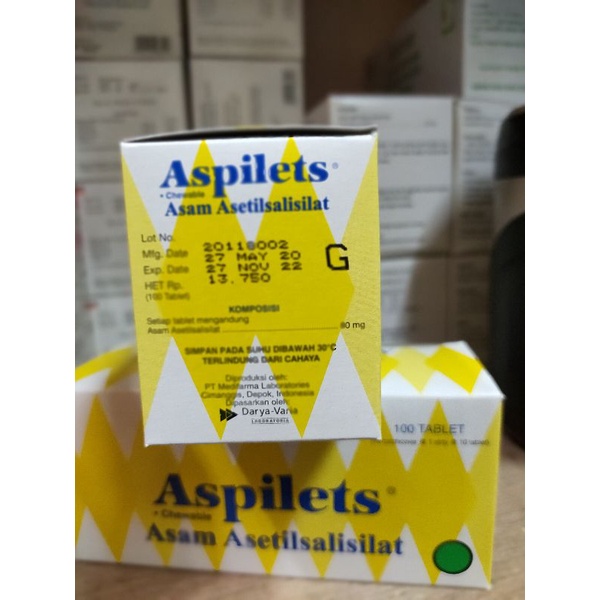 Aspilets®
• Chewable
Asam Asetilsalisilat
Lot No. 20118002
Mfg. Date 27 MAY 20
Exp. Date 27 NOV 22
HET Rp. 13.750
(100 Tablet)
G
KOMPOSISI
Setiap tablet mengandung
Asam Asetilsalisilat 80 mg
SIMPAN PADA SUHU DIBAWAH 30°C
TERLINDUNG DARI CAHAYA
Diproduksi oleh:
PT Medifarma Laboratories
Cimanggis, Depok, Indonesia
Dipasarkan oleh:
Darya-Varia
LABORATORIA
100 TABLET
Aspilets®
• Chewable
Asam Asetilsalisilat